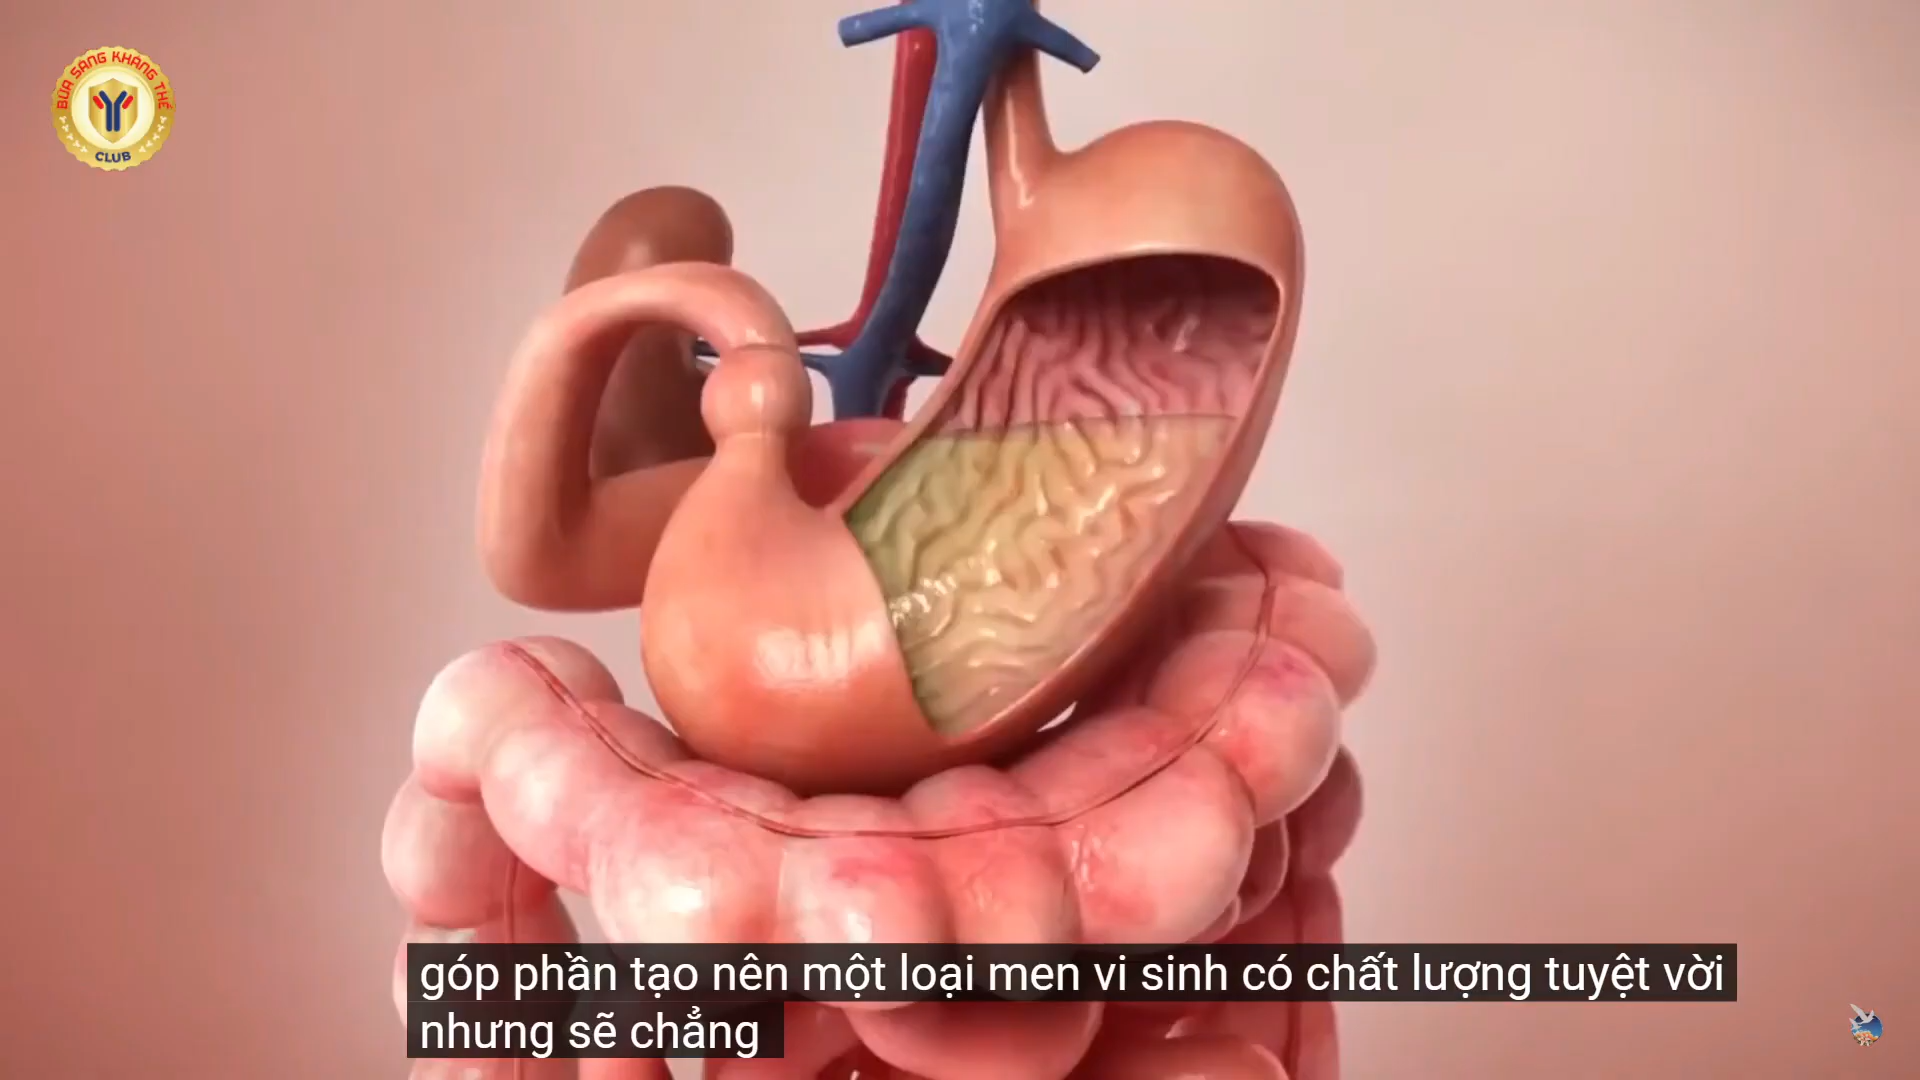 BỮA SÁNG KHÁNG THỂ
CLUB
góp phần tạo nên một loại men vi sinh có chất lượng tuyệt vời
nhưng sẽ chẳng